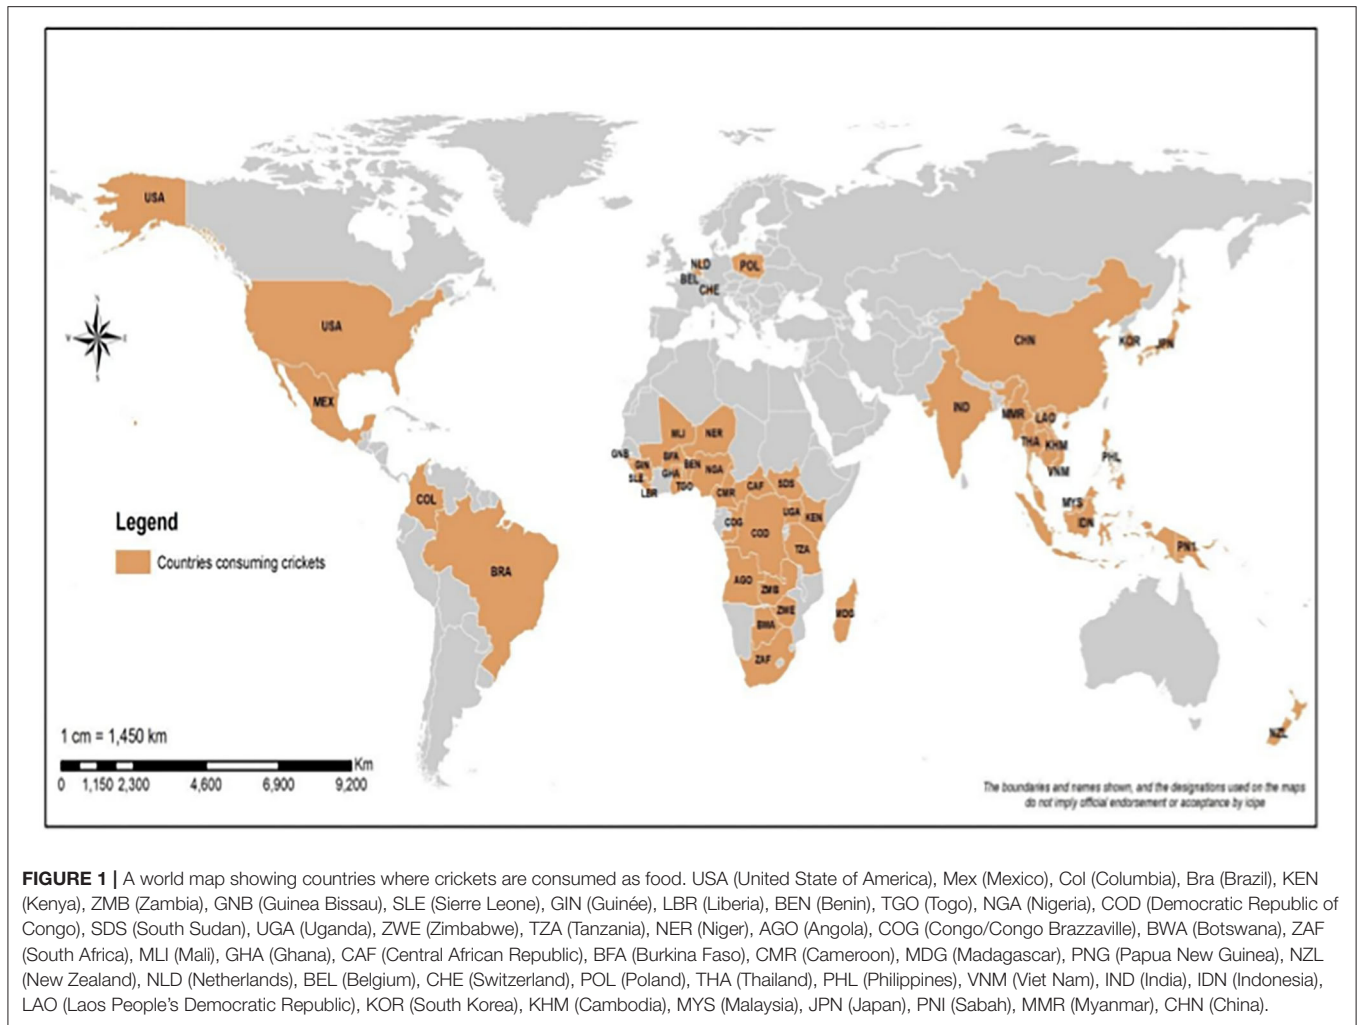 USA
NLD
POL
BEL
CHE
N
W
E
S
USA
CHN
KOR
JPN
MEX
IND
MMR
LAO
MLI
NER
THA
KHM
GNB
BFA
PHL
GIN
BEN
NGA
VNM
SLE
GHA
TGO
CAF
SDS
LBR
CMR
COL
MYS
UGA
KEN
IDN
COG
COD
Legend
TZA
PN1
Countries consuming crickets
BRA
AGO
ZMB
ZWE
MDG
BWA
ZAF
NZL
1 cm = 1,450 km
Km
0 1,150 2,300 4,600 6,900 9,200
The boundaries and names shown, and the designations used on the maps
do not imply official endorsement or acceptance by icipe
FIGURE 1 | A world map showing countries where crickets are consumed as food. USA (United State of America), Mex (Mexico), Col (Columbia), Bra (Brazil), KEN
(Kenya), ZMB (Zambia), GNB (Guinea Bissau), SLE (Sierre Leone), GIN (Guinée), LBR (Liberia), BEN (Benin), TGO (Togo), NGA (Nigeria), COD (Democratic Republic of
Congo), SDS (South Sudan), UGA (Uganda), ZWE (Zimbabwe), TZA (Tanzania), NER (Niger), AGO (Angola), COG (Congo/Congo Brazzaville), BWA (Botswana), ZAF
(South Africa), MLI (Mali), GHA (Ghana), CAF (Central African Republic), BFA (Burkina Faso), CMR (Cameroon), MDG (Madagascar), PNG (Papua New Guinea), NZL
(New Zealand), NLD (Netherlands), BEL (Belgium), CHE (Switzerland), POL (Poland), THA (Thailand), PHL (Philippines), VNM (Viet Nam), IND (India), IDN (Indonesia),
LAO (Laos People's Democratic Republic), KOR (South Korea), KHM (Cambodia), MYS (Malaysia), JPN (Japan), PNI (Sabah), MMR (Myanmar), CHN (China).